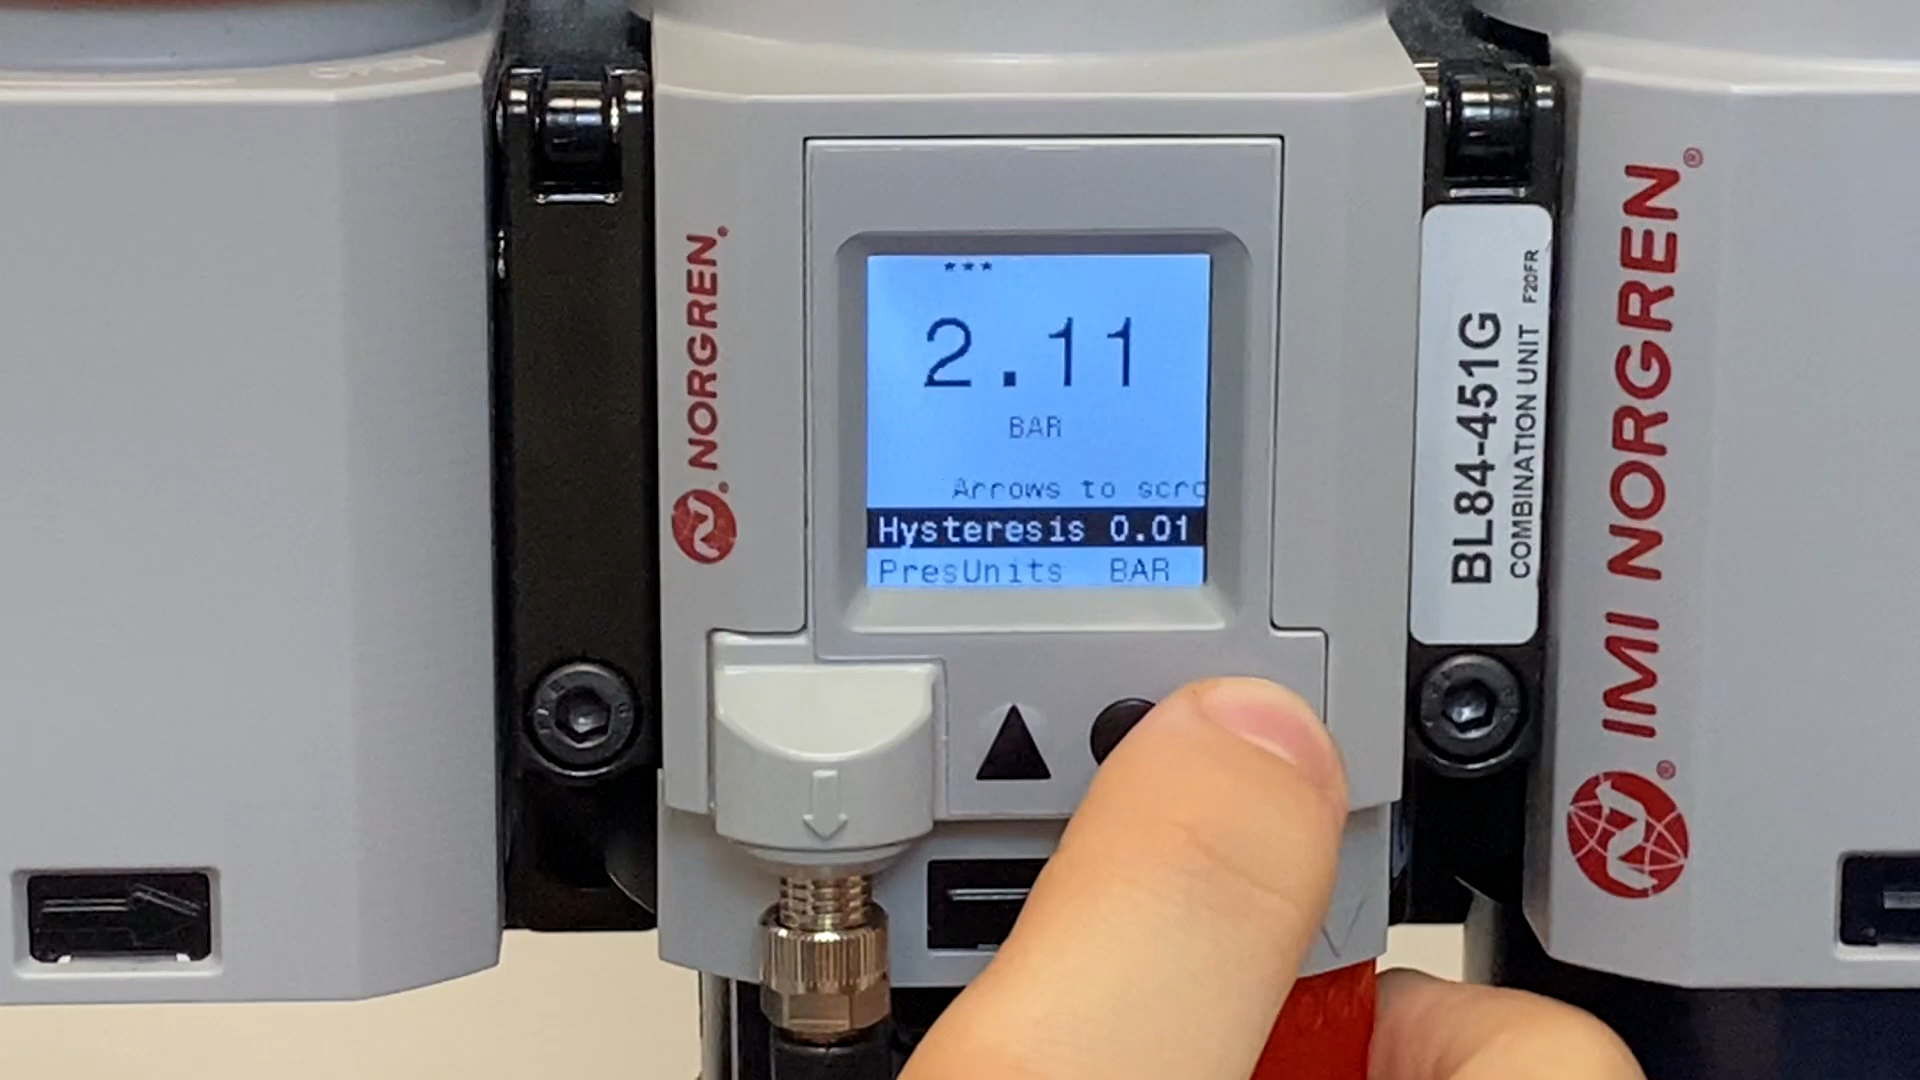 ***
2.11
BAR
Arrows to scro
Hysteresis 0.01
PresUnits BAR
NORGREN
BL84-451G
COMBINATION UNIT F20FR
IMI NORGREN